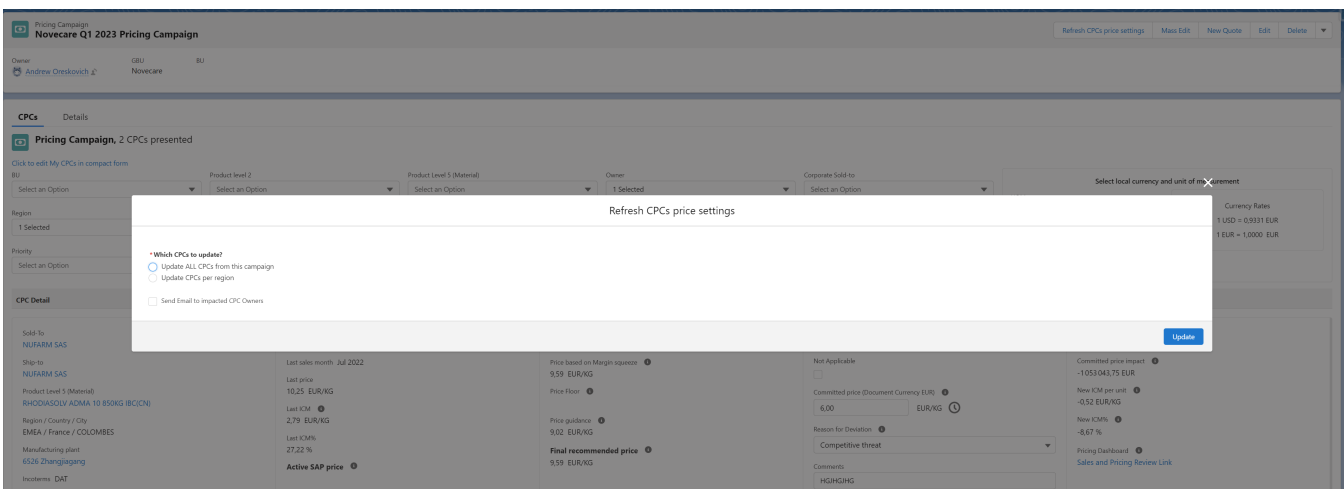 Pricing Campaign
Novecare Q1 2023 Pricing Campaign
Refresh CPCs price settings
Mass Edit
New Quote
Edit
Delete
Owner
GBU
BU
Andrew Oreskovich
Novecare
CPCs
Details
Pricing Campaign, 2 CPCs presented
Click to edit My CPCs in compact form
BU
Product level 2
Product Level 5 (Material)
Owner
Corporate Sold-to
Select an Option
Select an Option
Select an Option
1 Selected
Select an Option
Select local currency and unit of measurement
Region
1 Selected
Currency Rates
1 USD = 0,9331 EUR
1 EUR = 1,0000 EUR
Priority
Select an Option
Refresh CPCs price settings
*Which CPCs to update?
Update ALL CPCs from this campaign
Update CPCs per region
Send Email to impacted CPC Owners
Update
CPC Detail
Sold-To
NUFARM SAS
Ship-to
NUFARM SAS
Product Level 5 (Material)
RHODIASOLV ADMA 10 850KG IBC(CN)
Region / Country / City
EMEA / France / COLOMBES
Manufacturing plant
6526 Zhangjiagang
Incoterms DAT
Last sales month Jul 2022
Last price
10,25 EUR/KG
Last ICM
2,79 EUR/KG
Last ICM%
27,22 %
Active SAP price
Price based on Margin squeeze
9,59 EUR/KG
Price Floor
Price guidance
9,02 EUR/KG
Final recommended price
9,59 EUR/KG
Not Applicable
Committed price (Document Currency EUR)
6,00 EUR/KG
Reason for Deviation
Competitive threat
Comments
HGJHGJHG
Committed price impact
-1 053 043,75 EUR
New ICM per unit
-0,52 EUR/KG
New ICM%
-8,67 %
Pricing Dashboard
Sales and Pricing Review Link